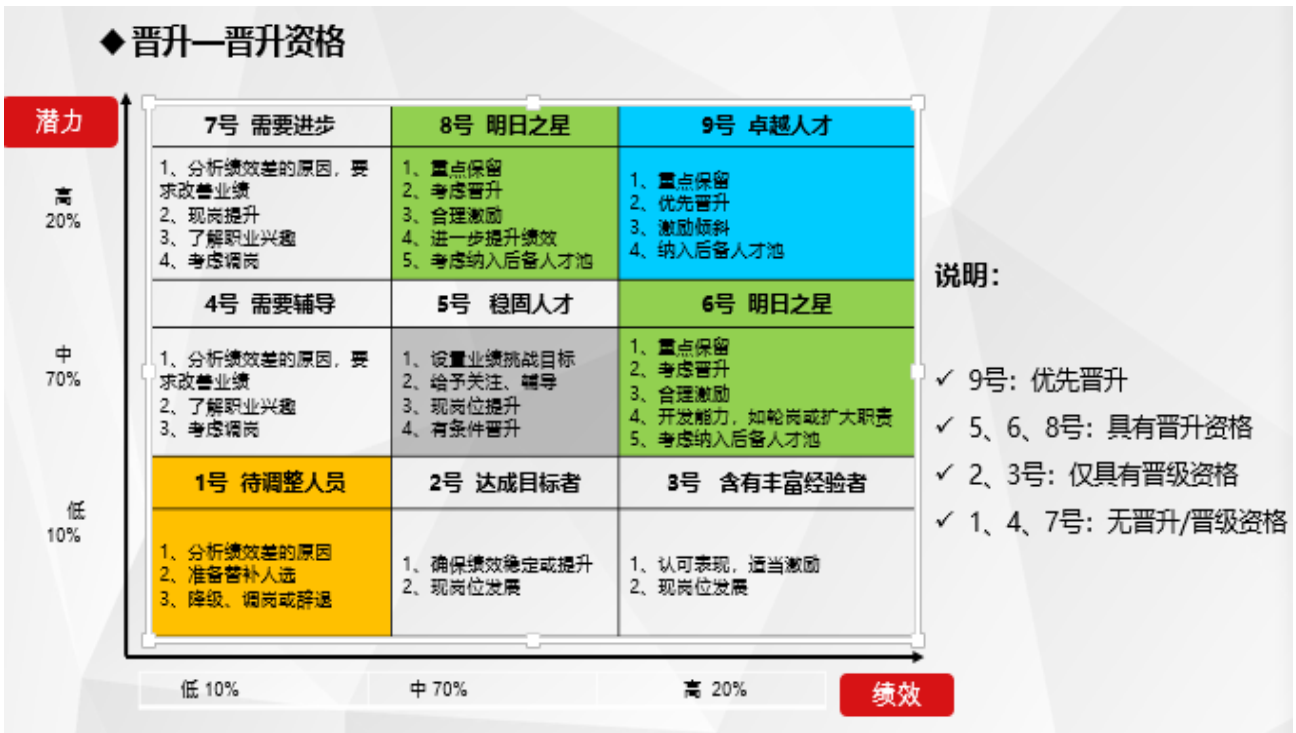 ◆晋升—晋升资格
潜力
高
20%
中
70%
低
10%
7号 需要进步
1、分析绩效差的原因，要
求改善业绩
2、现岗提升
3、了解职业兴趣
4、考虑调岗
8号 明日之星
1、重点保留
2、考虑晋升
3、合理激励
4、进一步提升绩效
5、考虑纳入后备人才池
9号 卓越人才
1、重点保留
2、优先晋升
3、激励倾斜
4、纳入后备人才池
4号 需要辅导
1、分析绩效差的原因，要
求改善业绩
2、了解职业兴趣
3、考虑调岗
5号 稳固人才
1、设置业绩挑战目标
2、给予关注、辅导
3、现岗位提升
4、有条件晋升
6号 明日之星
1、重点保留
2、考虑晋升
3、合理激励
4、开发能力，如轮岗或扩大职责
5、考虑纳入后备人才池
1号 待调整人员
1、分析绩效差的原因
2、准备替补人选
3、降级、调岗或辞退
2号 达成目标者
1、确保绩效稳定或提升
2、现岗位发展
3号 含有丰富经验者
1、认可表现，适当激励
2、现岗位发展
低 10%
中 70%
高 20%
绩效
说明：
✓ 9号：优先晋升
✓ 5、6、8号：具有晋升资格
✓ 2、3号：仅具有晋级资格
✓ 1、4、7号：无晋升/晋级资格